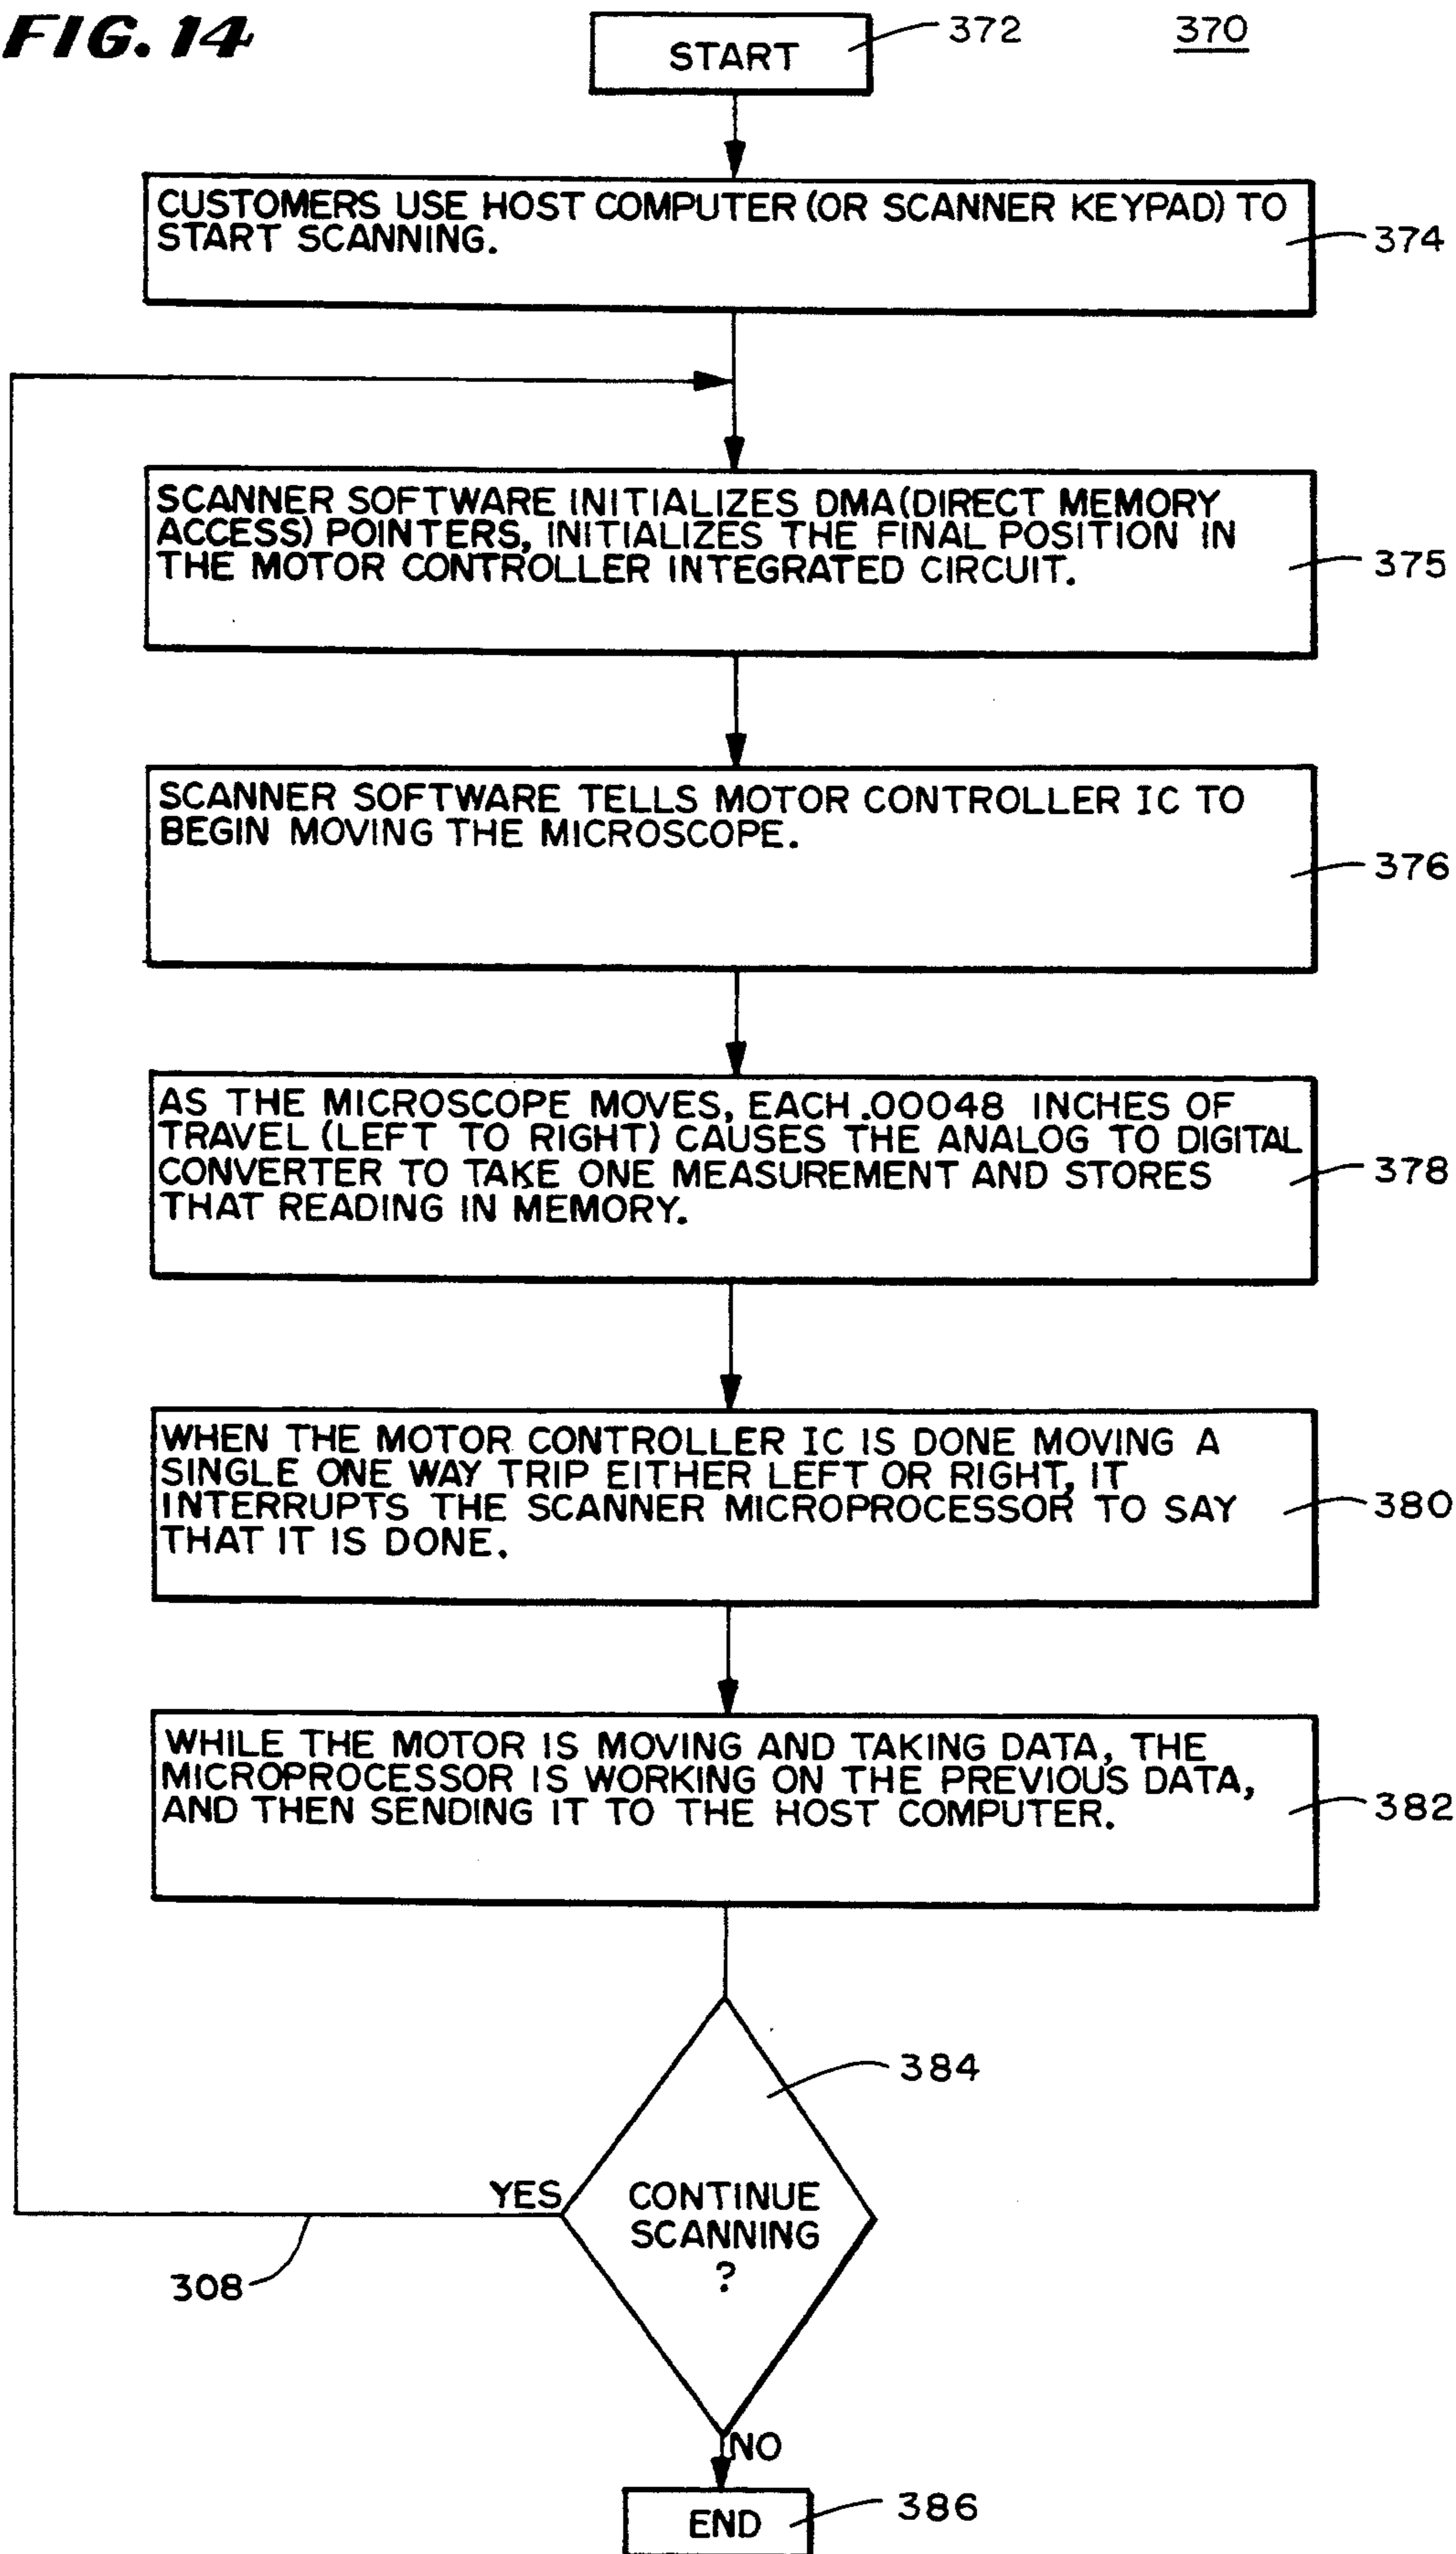 FIG. 14
START
372
370
CUSTOMERS USE HOST COMPUTER (OR SCANNER KEYPAD) TO
START SCANNING.
374
SCANNER SOFTWARE INITIALIZES DMA (DIRECT MEMORY
ACCESS) POINTERS, INITIALIZES THE FINAL POSITION IN
THE MOTOR CONTROLLER INTEGRATED CIRCUIT.
375
SCANNER SOFTWARE TELLS MOTOR CONTROLLER IC TO
BEGIN MOVING THE MICROSCOPE.
376
AS THE MICROSCOPE MOVES, EACH .00048 INCHES OF
TRAVEL (LEFT TO RIGHT) CAUSES THE ANALOG TO DIGITAL
CONVERTER TO TAKE ONE MEASUREMENT AND STORES
THAT READING IN MEMORY.
378
WHEN THE MOTOR CONTROLLER IC IS DONE MOVING A
SINGLE ONE WAY TRIP EITHER LEFT OR RIGHT, IT
INTERRUPTS THE SCANNER MICROPROCESSOR TO SAY
THAT IT IS DONE.
380
WHILE THE MOTOR IS MOVING AND TAKING DATA, THE
MICROPROCESSOR IS WORKING ON THE PREVIOUS DATA,
AND THEN SENDING IT TO THE HOST COMPUTER.
382
384
YES
CONTINUE
SCANNING
?
308
NO
END
386